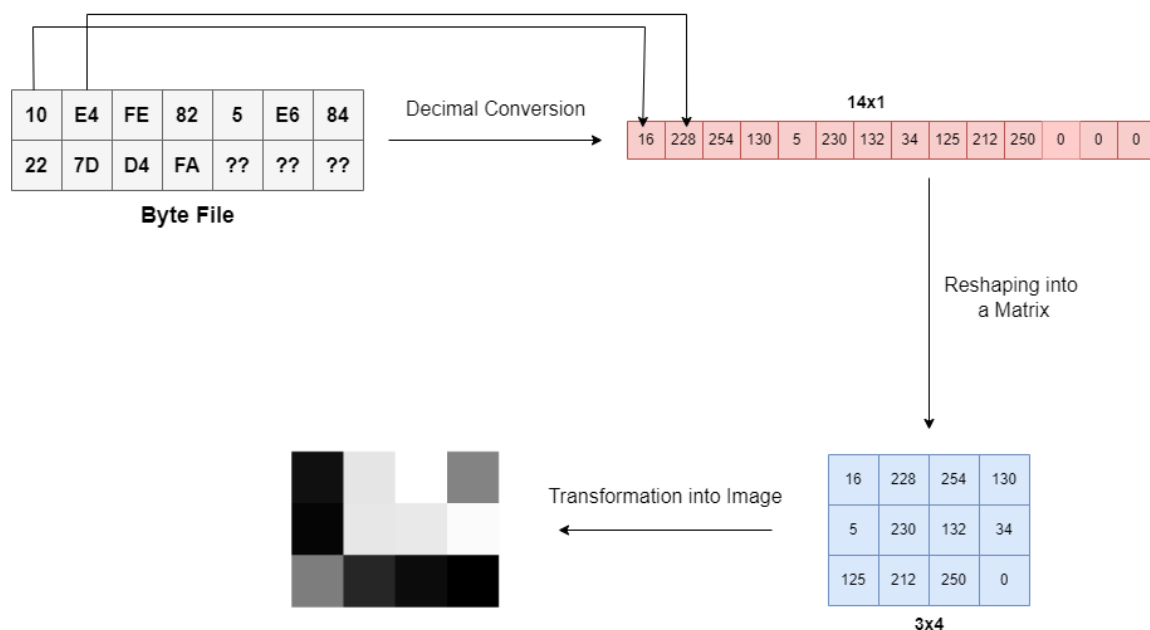 10 E4 FE 82 5 E6 84
22 7D D4 FA ?? ?? ??
Byte File
Decimal Conversion
14x1
16 228 254 130 5 230 132 34 125 212 250 0 0 0
Reshaping into
a Matrix
16 228 254 130
5 230 132 34
125 212 250 0
3x4
Transformation into Image